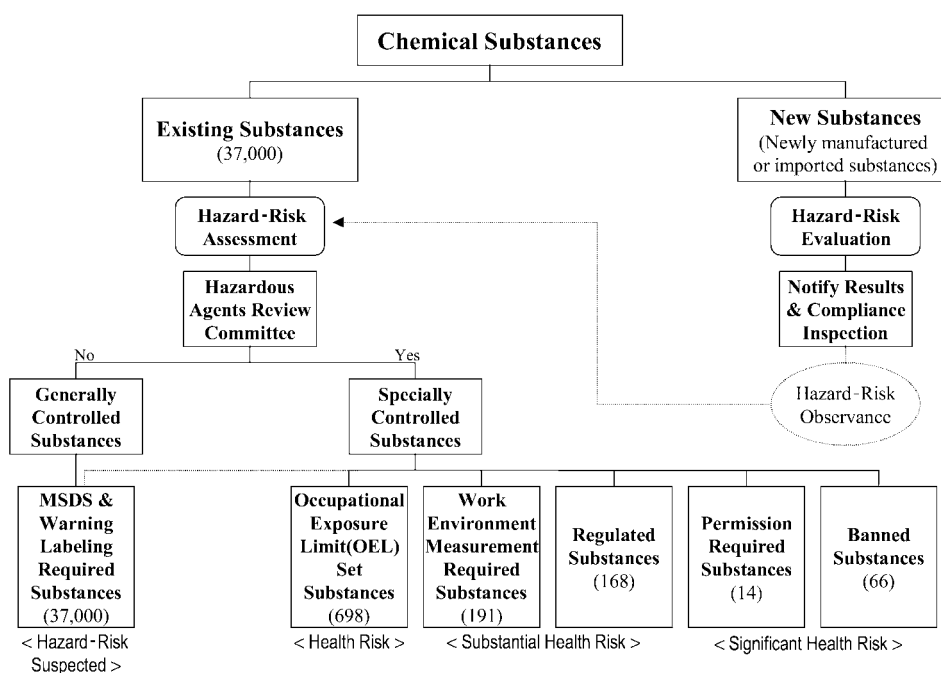 Chemical Substances
Existing Substances
(37,000)
New Substances
(Newly manufactured
or imported substances)
Hazard-Risk
Assessment
Hazard-Risk
Evaluation
Hazardous
Agents Review
Committee
Notify Results
& Compliance
Inspection
No
Yes
Generally
Controlled
Substances
Specially
Controlled
Substances
Hazard-Risk
Observance
MSDS &
Warning
Labeling
Required
Substances
(37,000)
Occupational
Exposure
Limit(OEL)
Set
Substances
(698)
Work
Environment
Measurement
Required
Substances
(191)
Regulated
Substances
(168)
Permission
Required
Substances
(14)
Banned
Substances
(66)
< Hazard-Risk
Suspected >
< Health Risk >
< Substantial Health Risk >
< Significant Health Risk >